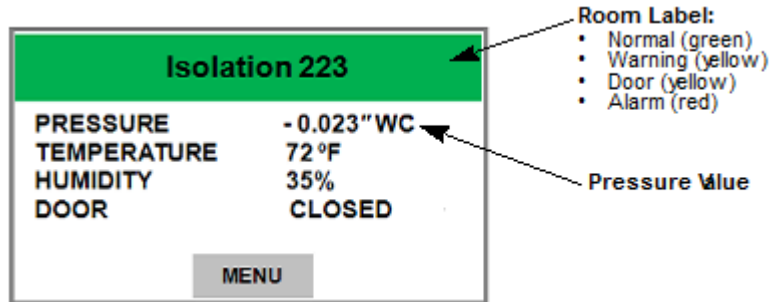 Room Label:
• Normal (green)
• Warning (yellow)
• Door (yellow)
• Alarm (red)
Isolation 223
PRESSURE - 0.023″WC
TEMPERATURE 72 ºF
HUMIDITY 35%
DOOR CLOSED
Pressure Value
MENU